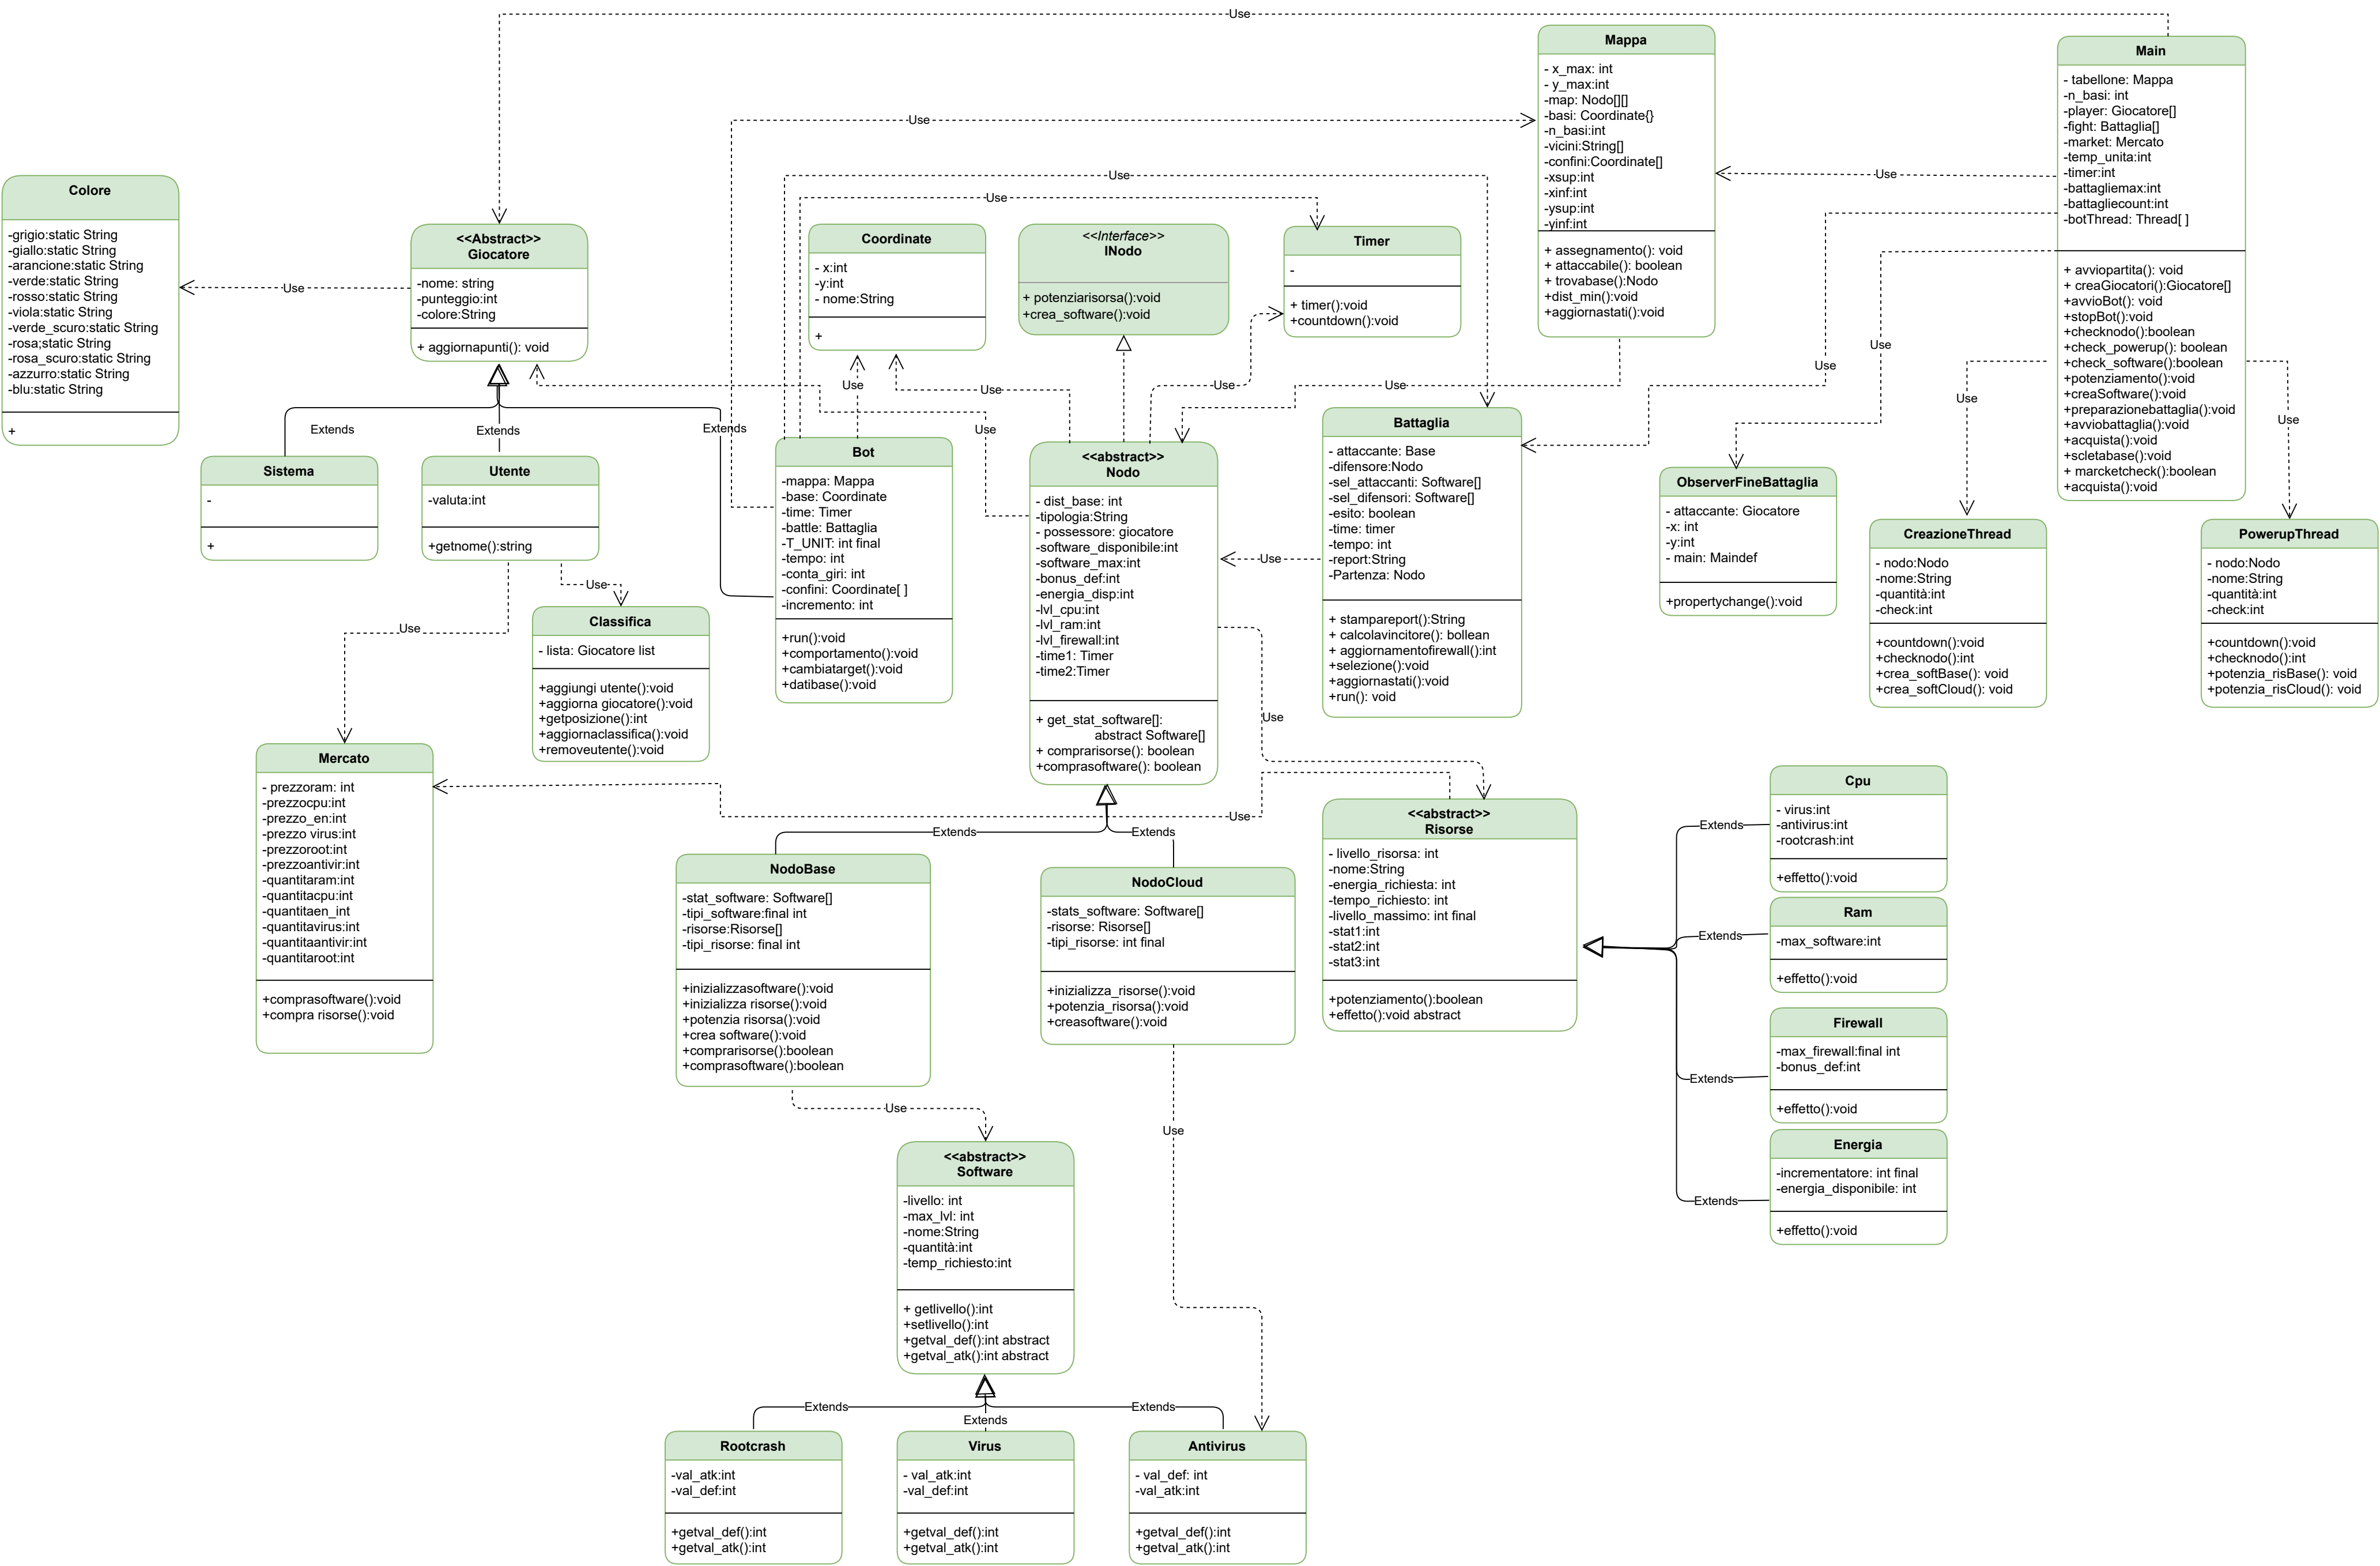 Use
Mappa
- x_max: int
- y_max:int
-map: Nodo[][]
-basi: Coordinate{}
-n_basi:int
-vicini:String[]
-confini:Coordinate[]
-xsup:int
-xinf:int
-ysup:int
-yinf:int
+ assegnamento(): void
+ attaccabile(): boolean
+ trovabase():Nodo
+dist_min():void
+aggiornastati():void
Main
- tabellone: Mappa
-n_basi: int
-player: Giocatore[]
-fight: Battaglia[]
-market: Mercato
-temp_unita:int
-timer:int
-battagliemax:int
-battagliecount:int
-botThread: Thread[ ]
+ avviopartita(): void
+ creaGiocatori():Giocatore[]
+avvioBot(): void
+stopBot():void
+checknodo():boolean
+check_powerup(): boolean
+check_software():boolean
+potenziamento():void
+creaSoftware():void
+preparazionebattaglia():void
+avviobattaglia():void
+acquista():void
+scletabase():void
+ marcketcheck():boolean
+acquista():void
Use
Use
Use
Use
Colore
-grigio:static String
-giallo:static String
-arancione:static String
-verde:static String
-rosso:static String
-viola:static String
-verde_scuro:static String
-rosa;static String
-rosa_scuro:static String
-azzurro:static String
-blu:static String
+
Use
<<Abstract>>
Giocatore
-nome: string
-punteggio:int
-colore:String
+ aggiornapunti(): void
Coordinate
- x:int
-y:int
- nome:String
+
<<Interface>>
INodo
+ potenziarisorsa():void
+crea_software():void
Timer
-
+ timer():void
+countdown():void
Use
Use
Use
Use
Use
Use
Use
Use
Use
Use
Extends
Extends
Extends
Sistema
-
+
Utente
-valuta:int
+getnome():string
Bot
-mappa: Mappa
-base: Coordinate
-time: Timer
-battle: Battaglia
-T_UNIT: int final
-tempo: int
-conta_giri: int
-confini: Coordinate[ ]
-incremento: int
+run():void
+comportamento():void
+cambiatarget():void
+datibase():void
<<abstract>>
Nodo
- dist_base: int
-tipologia:String
- possessore: giocatore
-software_disponibile:int
-software_max:int
-bonus_def:int
-energia_disp:int
-lvl_cpu:int
-lvl_ram:int
-lvl_firewall:int
-time1: Timer
-time2:Timer
+ get_stat_software[]:
abstract Software[]
+ comprarisorse(): boolean
+comprasoftware(): boolean
Use
Battaglia
- attaccante: Base
-difensore:Nodo
-sel_attaccanti: Software[]
-sel_difensori: Software[]
-esito: boolean
-time: timer
-tempo: int
-report:String
-Partenza: Nodo
+ stampareport():String
+ calcolavincitore(): bollean
+ aggiornamentofirewall():int
+selezione():void
+aggiornastati():void
+run(): void
ObserverFineBattaglia
- attaccante: Giocatore
-x: int
-y:int
- main: Maindef
+propertychange():void
CreazioneThread
- nodo:Nodo
-nome:String
-quantità:int
-check:int
+countdown():void
+checknodo():int
+crea_softBase(): void
+crea_softCloud(): void
PowerupThread
- nodo:Nodo
-nome:String
-quantità:int
-check:int
+countdown():void
+checknodo():int
+potenzia_risBase(): void
+potenzia_risCloud(): void
Use
Use
Classifica
- lista: Giocatore list
+aggiungi utente():void
+aggiorna giocatore():void
+getposizione():int
+aggiornaclassifica():void
+removeutente():void
Use
Mercato
- prezzoram: int
-prezzocpu:int
-prezzo_en:int
-prezzo virus:int
-prezzoroot:int
-prezzoantivir:int
-quantitaram:int
-quantitacpu:int
-quantitaen_int
-quantitavirus:int
-quantitaantivir:int
-quantitaroot:int
+comprasoftware():void
+compra risorse():void
Use
Extends
Extends
NodoBase
-stat_software: Software[]
-tipi_software:final int
-risorse:Risorse[]
-tipi_risorse: final int
+inizializzasoftware():void
+inizializza risorse():void
+potenzia risorsa():void
+crea software():void
+comprarisorse():boolean
+comprasoftware():boolean
NodoCloud
-stats_software: Software[]
-risorse: Risorse[]
-tipi_risorse: int final
+inizializza_risorse():void
+potenzia_risorsa():void
+creasoftware():void
<<abstract>>
Risorse
- livello_risorsa: int
-nome:String
-energia_richiesta: int
-tempo_richiesto: int
-livello_massimo: int final
-stat1:int
-stat2:int
-stat3:int
+potenziamento():boolean
+effetto():void abstract
Extends
Extends
Extends
Extends
Cpu
- virus:int
-antivirus:int
-rootcrash:int
+effetto():void
Ram
-max_software:int
+effetto():void
Firewall
-max_firewall:final int
-bonus_def:int
+effetto():void
Energia
-incrementatore: int final
-energia_disponibile: int
+effetto():void
Use
Use
<<abstract>>
Software
-livello: int
-max_lvl: int
-nome:String
-quantità:int
-temp_richiesto:int
+ getlivello():int
+setlivello():int
+getval_def():int abstract
+getval_atk():int abstract
Extends
Extends
Extends
Rootcrash
-val_atk:int
-val_def:int
+getval_def():int
+getval_atk():int
Virus
- val_atk:int
-val_def:int
+getval_def():int
+getval_atk():int
Antivirus
- val_def: int
-val_atk:int
+getval_def():int
+getval_atk():int